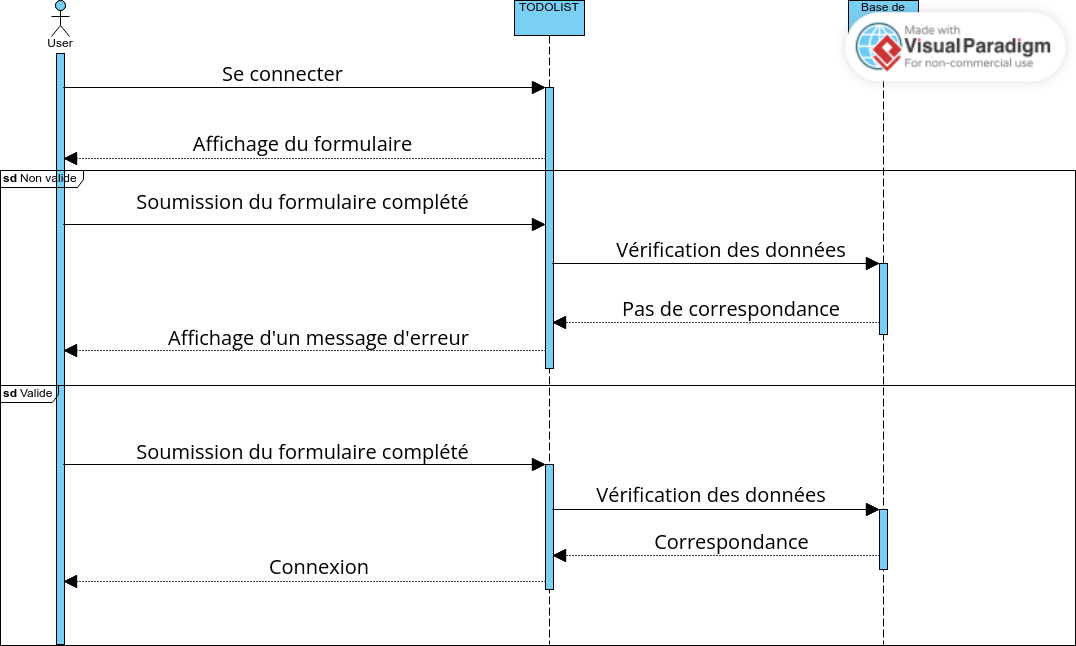 TODOLIST
Base de
User
Made with
VisualParadigm
For non-commercial use
Se connecter
Affichage du formulaire
sd Non valide
Soumission du formulaire complété
Vérification des données
Pas de correspondance
Affichage d'un message d'erreur
sd Valide
Soumission du formulaire complété
Vérification des données
Correspondance
Connexion